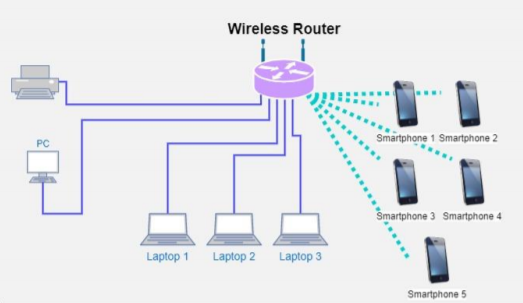 Wireless Router
Smartphone 1 Smartphone 2
PC
Smartphone 3 Smartphone 4
Laptop 1 Laptop 2 Laptop 3
Smartphone 5